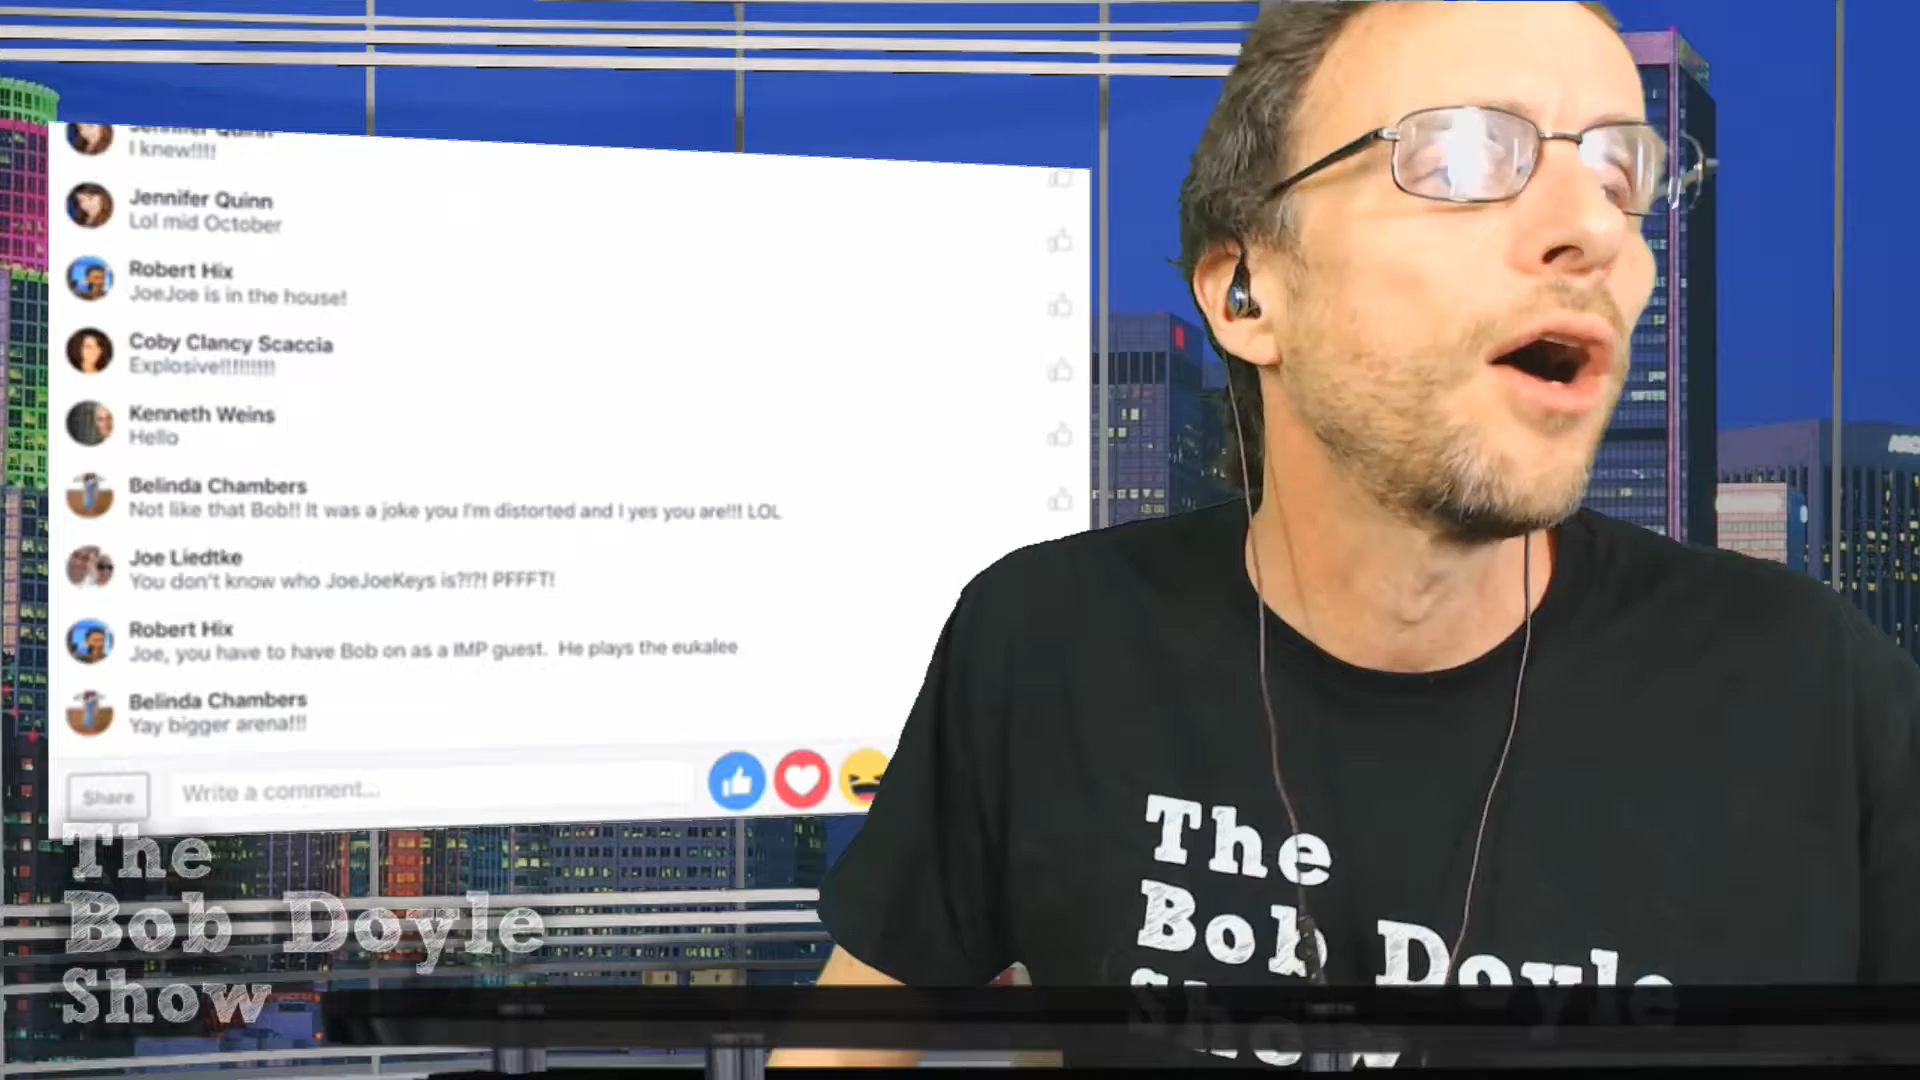 Jennifer Quinn
I knew!!!!
Jennifer Quinn
Lol mid October
Robert Hix
JoeJoe is in the house!
Coby Clancy Scaccia
Explosive!!!!!!!!!
Kenneth Weins
Hello
Belinda Chambers
Not like that Bob!! It was a joke you I'm distorted and I yes you are!!! LOL
Joe Liedtke
You don't know who JoeJoeKeys is?!?! PFFFT!
Robert Hix
Joe, you have to have Bob on as a IMP guest. He plays the eukalee
Belinda Chambers
Yay bigger arena!!!
Share
Write a comment...
The
Bob Doyle
Show
The
Bob Doyle
Show